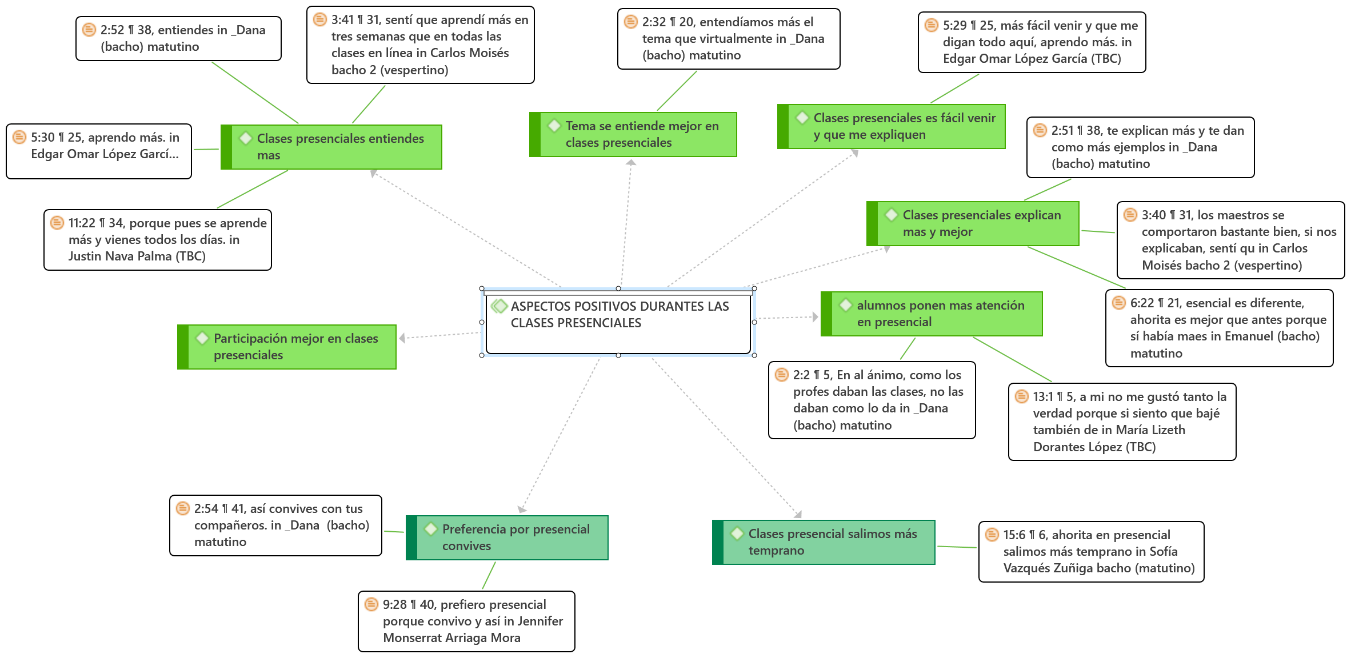 2:52 ¶ 38, entiendes in _Dana
(bacho) matutino
3:41 ¶ 31, sentí que aprendí más en
tres semanas que en todas las
clases en línea in Carlos Moisés
bacho 2 (vespertino)
2:32 ¶ 20, entendíamos más el
tema que virtualmente in _Dana
(bacho) matutino
5:29 ¶ 25, más fácil venir y que me
digan todo aquí, aprendo más. in
Edgar Omar López García (TBC)
5:30 ¶ 25, aprendo más. in
Edgar Omar López Garcí...
Clases presenciales entiendes
mas
Tema se entiende mejor en
clases presenciales
Clases presenciales es fácil venir
y que me expliquen
2:51 ¶ 38, te explican más y te dan
como más ejemplos in _Dana
(bacho) matutino
11:22 ¶ 34, porque pues se aprende
más y vienes todos los días. in
Justin Nava Palma (TBC)
Clases presenciales explican
mas y mejor
3:40 ¶ 31, los maestros se
comportaron bastante bien, si nos
explicaban, sentí qu in Carlos
Moisés bacho 2 (vespertino)
ASPECTOS POSITIVOS DURANTES LAS
CLASES PRESENCIALES
alumnos ponen mas atención
en presencial
6:22 ¶ 21, esencial es diferente,
ahorita es mejor que antes porque
sí había maes in Emanuel (bacho)
matutino
Participación mejor en clases
presenciales
2:2 ¶ 5, En al ánimo, como los
profes daban las clases, no las
daban como lo da in _Dana
(bacho) matutino
13:1 ¶ 5, a mi no me gustó tanto la
verdad porque si siento que bajé
también de in María Lizeth
Dorantes López (TBC)
2:54 ¶ 41, así convives con tus
compañeros. in _Dana (bacho)
matutino
Preferencia por presencial
convives
Clases presencial salimos más
temprano
15:6 ¶ 6, ahorita en presencial
salimos más temprano in Sofía
Vazqués Zuñiga bacho (matutino)
9:28 ¶ 40, prefiero presencial
porque convivo y así in Jennifer
Monserrat Arriaga Mora